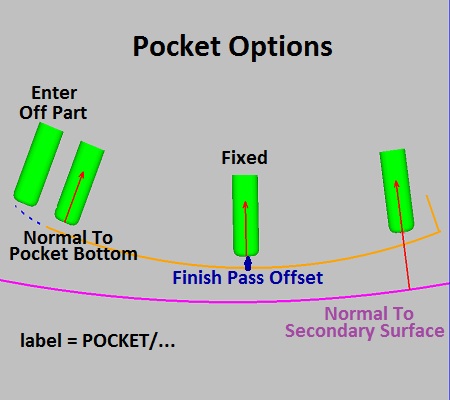 Pocket Options
Enter
Off Part
Fixed
Normal To
Pocket Bottom
Finish Pass Offset
Normal To
Secondary Surface
label = POCKET/...